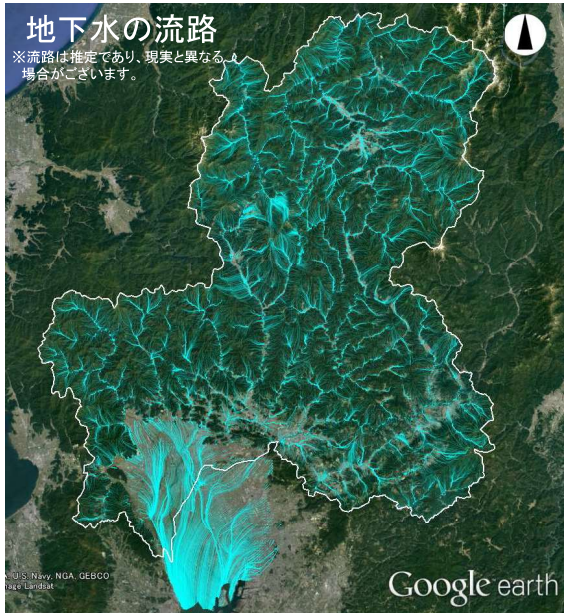 地下水の流路
※流路は推定であり、現実と異なる
場合がございます。
U.S. Navy, NGA, GEBCO
Image Landsat
Google earth